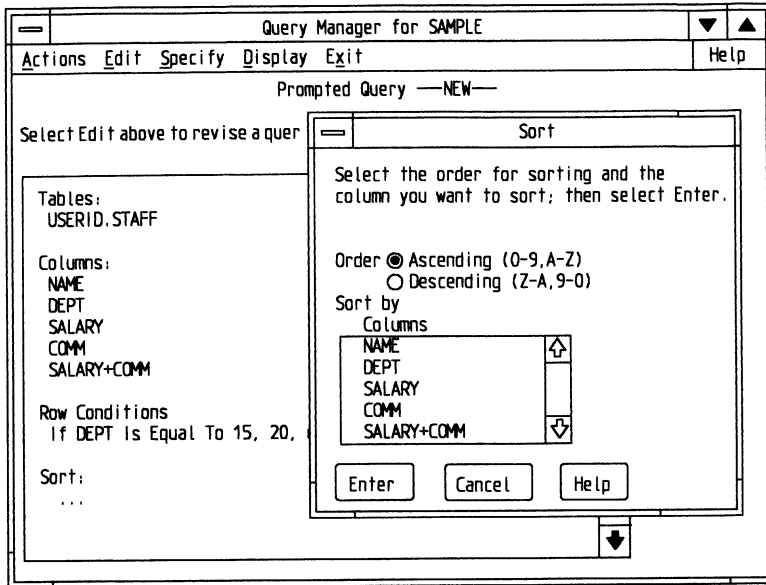 Query Manager for SAMPLE
Actions Edit Specify Display Exit Help
Prompted Query —NEW—
Select Edit above to revise a quer
Tables:
USERID.STAFF
Columns:
NAME
DEPT
SALARY
COMM
SALARY+COMM
Row Conditions
If DEPT Is Equal To 15, 20,
Sort:
...
Sort
Select the order for sorting and the
column you want to sort; then select Enter.
Order Ascending (0-9,A-Z)
Descending (Z-A,9-0)
Sort by
Columns
NAME
DEPT
SALARY
COMM
SALARY+COMM
Enter Cancel Help